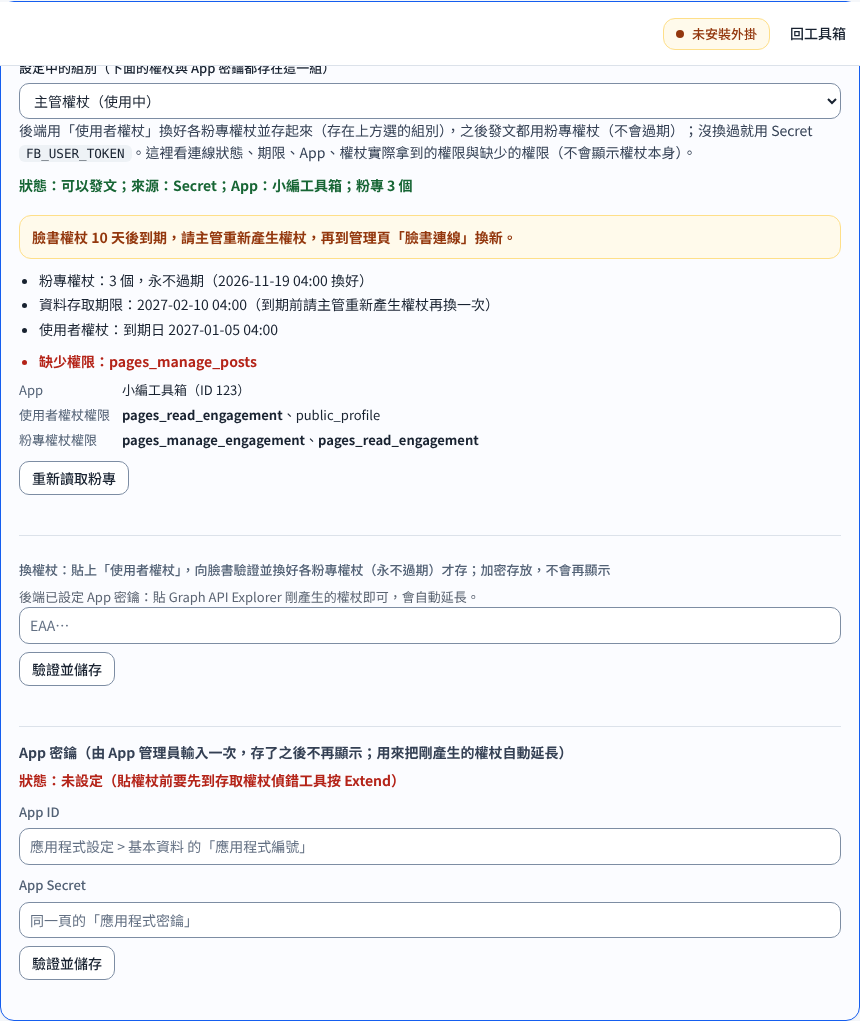 未安裝外掛
回工具箱
設定中的組別（下面的權杖與 App 密鑰都存在這一組）
主管權杖（使用中）
後端用「使用者權杖」換好各粉專權杖並存起來（存在上方選的組別），之後發文都用粉專權杖（不會過期）；沒換過就用 Secret
FB_USER_TOKEN 。這裡看連線狀態、期限、App、權杖實際拿到的權限與缺少的權限（不會顯示權杖本身）。
狀態：可以發文；來源：Secret；App：小編工具箱；粉專 3 個
臉書權杖 10 天後到期，請主管重新產生權杖，再到管理頁「臉書連線」換新。
• 粉專權杖：3 個，永不過期（2026-11-19 04:00 換好）
• 資料存取期限：2027-02-10 04:00（到期前請主管重新產生權杖再換一次）
• 使用者權杖：到期日 2027-01-05 04:00
• 缺少權限：pages_manage_posts
App 小編工具箱（ID 123）
使用者權杖權限 pages_read_engagement、public_profile
粉專權杖權限 pages_manage_engagement、pages_read_engagement
重新讀取粉專
換權杖：貼上「使用者權杖」，向臉書驗證並換好各粉專權杖（永不過期）才存；加密存放，不會再顯示
後端已設定 App 密鑰：貼 Graph API Explorer 剛產生的權杖即可，會自動延長。
EAA…
驗證並儲存
App 密鑰（由 App 管理員輸入一次，存了之後不再顯示；用來把剛產生的權杖自動延長）
狀態：未設定（貼權杖前要先到存取權杖偵錯工具按 Extend）
App ID
應用程式設定 > 基本資料 的「應用程式編號」
App Secret
同一頁的「應用程式密鑰」
驗證並儲存